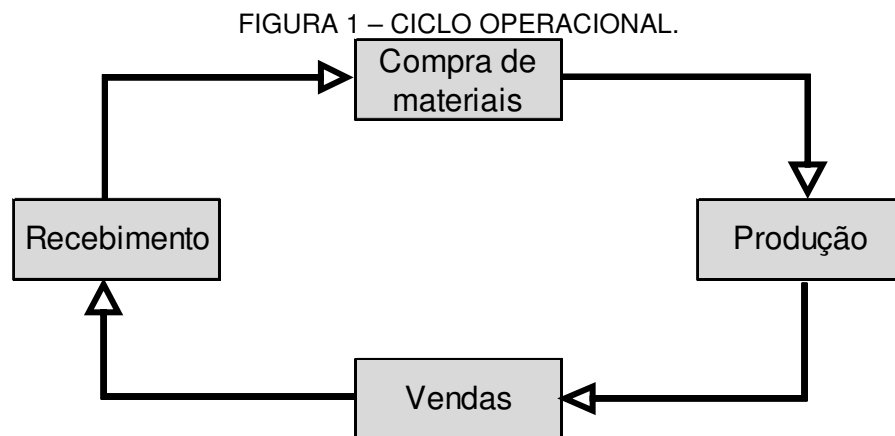 FIGURA 1 – CICLO OPERACIONAL.
Compra de
materiais
Recebimento
Produção
Vendas